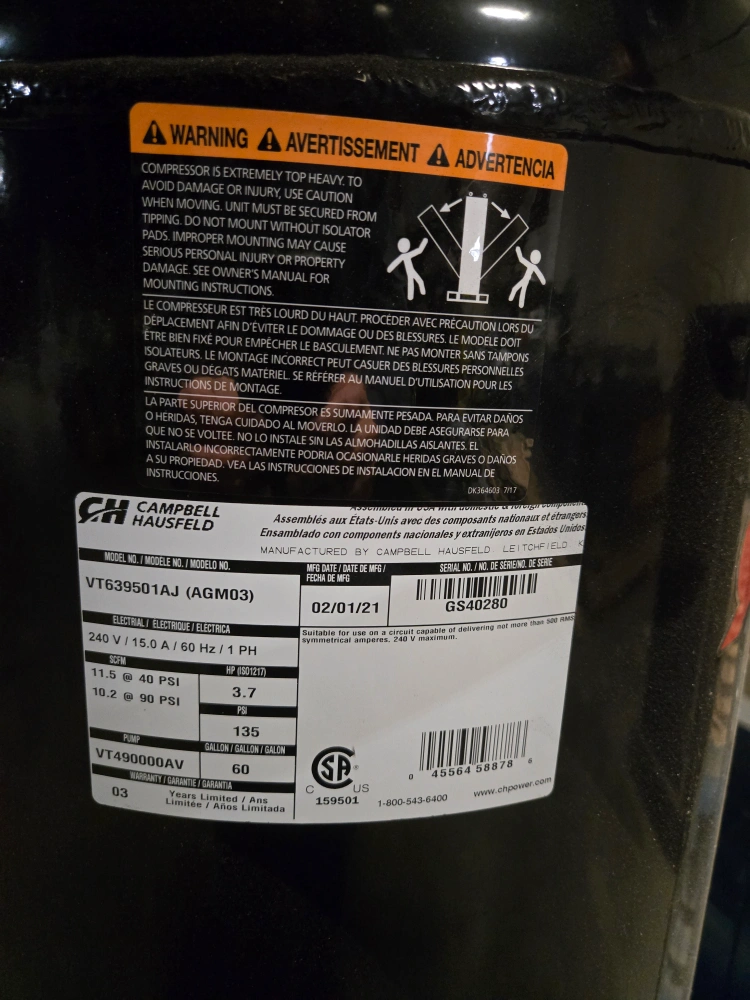 WARNING AVERTISSEMENT ADVERTENCIA
COMPRESSOR IS EXTREMELY TOP HEAVY. TO
AVOID DAMAGE OR INJURY, USE CAUTION
WHEN MOVING. UNIT MUST BE SECURED FROM
TIPPING. DO NOT MOUNT WITHOUT ISOLATOR
PADS. IMPROPER MOUNTING MAY CAUSE
SERIOUS PERSONAL INJURY OR PROPERTY
DAMAGE. SEE OWNER'S MANUAL FOR
MOUNTING INSTRUCTIONS.
LE COMPRESSEUR EST TRÈS LOURD DU HAUT. PROCÉDER AVEC PRÉCAUTION LORS DU
DÉPLACEMENT AFIN D'ÉVITER LE DOMMAGE OU DES BLESSURES. LE MODELE DOIT
ÊTRE BIEN FIXÉ POUR EMPÊCHER LE BASCULEMENT. NE PAS MONTER SANS TAMPONS
ISOLATEURS. LE MONTAGE INCORRECT PEUT CASUER DES BLESSURES PERSONNELLES
GRAVES OU DÉGATS MATÉRIEL. SE RÉFÉRER AU MANUEL D'UTILISATION POUR LES
INSTRUCTIONS DE MONTAGE.
LA PARTE SUPERIOR DEL COMPRESOR ES SUMAMENTE PESADA. PARA EVITAR DAÑOS
O HERIDAS, TENGA CUIDADO AL MOVERLO. LA UNIDAD DEBE ASEGURARSE PARA
QUE NO SE VOLTEE. NO LO INSTALE SIN LAS ALMOHADILLAS AISLANTES. EL
INSTALARLO INCORRECTAMENTE PODRIA OCASIONARLE HERIDAS GRAVES O DAÑOS
A SU PROPIEDAD. VEA LAS INSTRUCCIONES DE INSTALACION EN EL MANUAL DE
INSTRUCCIONES.
DK364603 7/17
CH CAMPBELL
HAUSFELD
Assembled in USA with domestic & foreign components
Assemblés aux États-Unis avec des composants nationaux et étrangers
Ensamblado con componentes nacionales y extranjeros en Estados Unidos
MANUFACTURED BY CAMPBELL HAUSFELD. LEITCHFIELD K
MODEL NO. / MODELE NO. / MODELO NO.
VT639501AJ (AGM03)
MFG DATE / DATE DE MFG /
FECHA DE MFG
02/01/21
SERIAL NO. / NO. DE SERIE/NO. DE SERIE
GS40280
ELECTRIAL / ELECTRIQUE / ELECTRICA
240 V / 15.0 A / 60 Hz / 1 PH
Suitable for use on a circuit capable of delivering not more than 500 RMS
symmetrical amperes. 240 V maximum.
SCFM
11.5 @ 40 PSI
10.2 @ 90 PSI
HP (ISO1217)
3.7
PSI
135
PUMP
VT490000AV
GALLON / GALLON / GALON
60
WARRANTY / GARANTIE / GARANTIA
03 Years Limited / Ans
Limitée / Años Limitada
CSA ®
C US
159501
0 45564 58878 6
1-800-543-6400
www.chpower.com